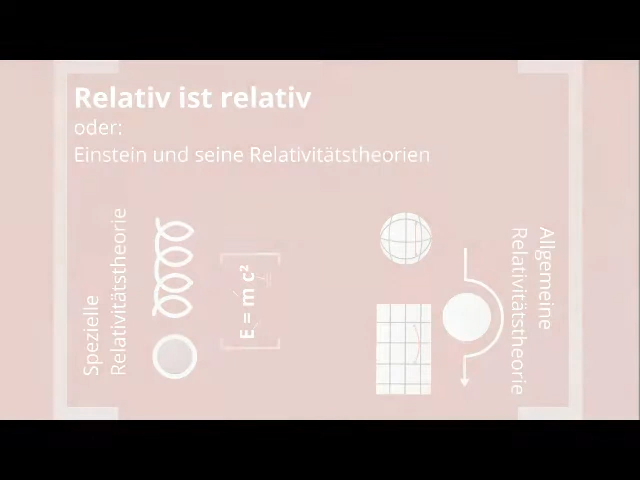 Relativ ist relativ
oder:
Einstein und seine Relativitätstheorien
Spezielle
Relativitätstheorie
E = m c²
Allgemeine
Relativitätstheorie